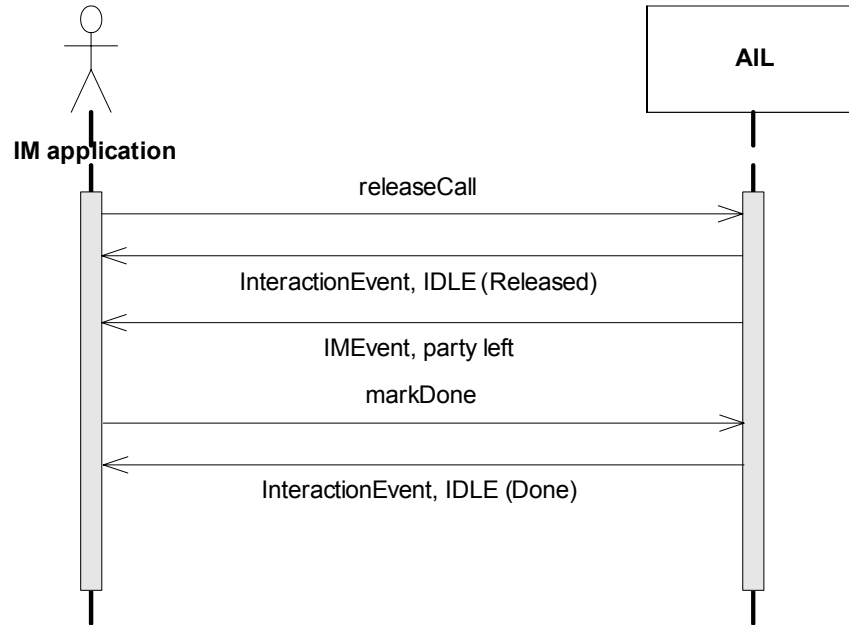 AIL
IM application
releaseCall
InteractionEvent, IDLE (Released)
IMEvent, party left
markDone
InteractionEvent, IDLE (Done)